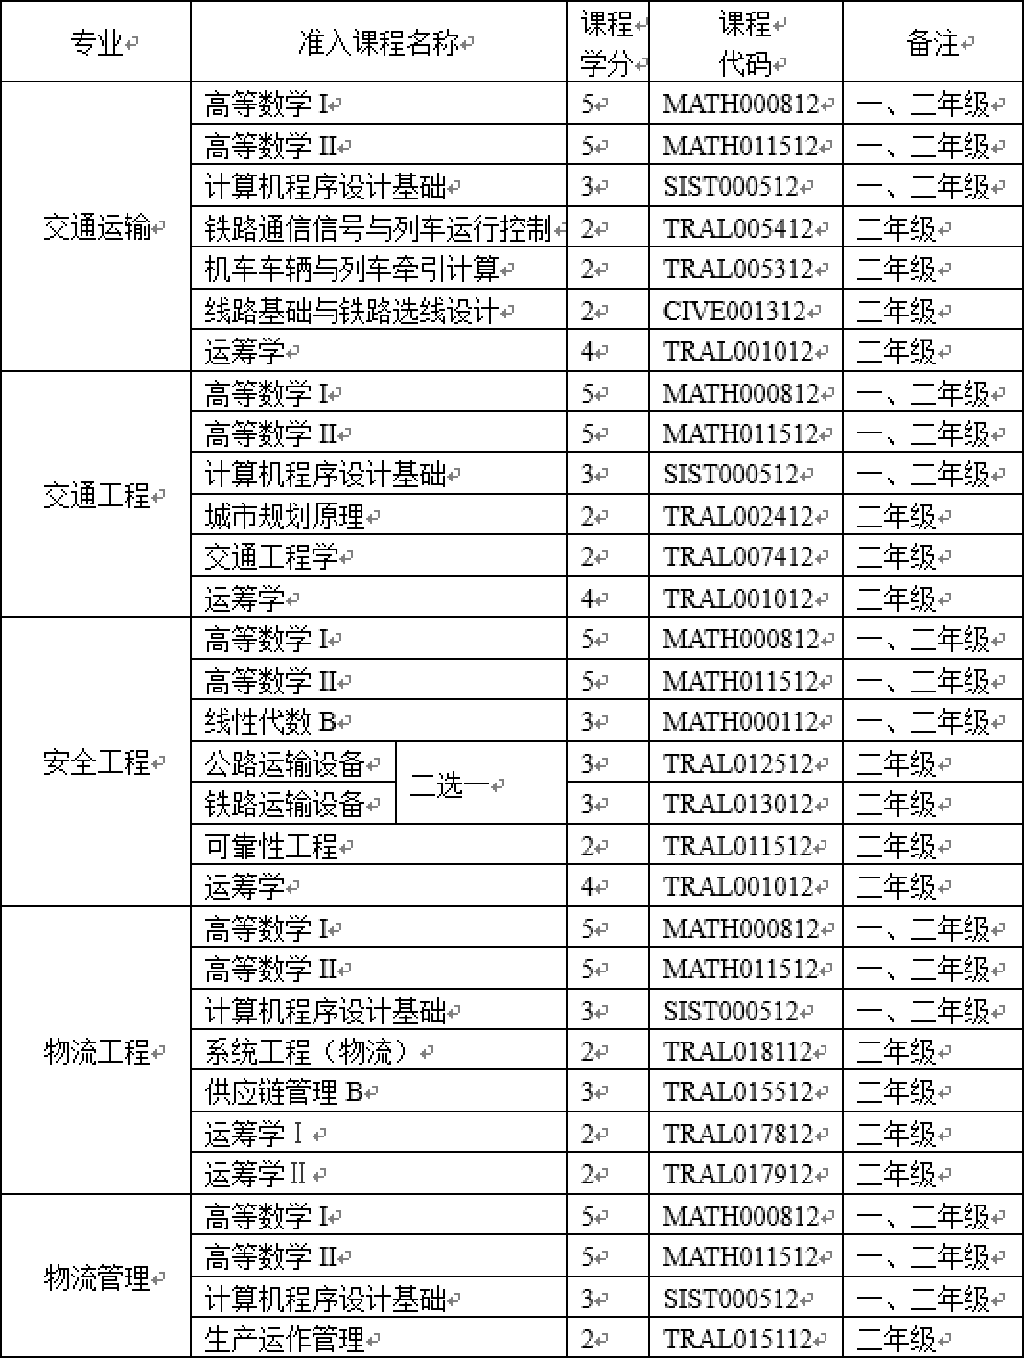 专业 准入课程名称 课程学分 课程代码 备注
交通运输
高等数学 I 5 MATH000812 一、二年级
高等数学 II 5 MATH011512 一、二年级
计算机程序设计基础 3 SIST000512 一、二年级
铁路通信信号与列车运行控制 2 TRAL005412 二年级
机车车辆与列车牵引计算 2 TRAL005312 二年级
线路基础与铁路选线设计 2 CIVE001312 二年级
运筹学 4 TRAL001012 二年级
交通工程
高等数学 I 5 MATH000812 一、二年级
高等数学 II 5 MATH011512 一、二年级
计算机程序设计基础 3 SIST000512 一、二年级
城市规划原理 2 TRAL002412 二年级
交通工程学 2 TRAL007412 二年级
运筹学 4 TRAL001012 二年级
安全工程
高等数学 I 5 MATH000812 一、二年级
高等数学 II 5 MATH011512 一、二年级
线性代数 B 3 MATH000112 一、二年级
公路运输设备 二选一 3 TRAL012512 二年级
铁路运输设备 3 TRAL013012 二年级
可靠性工程 2 TRAL011512 二年级
运筹学 4 TRAL001012 二年级
物流工程
高等数学 I 5 MATH000812 一、二年级
高等数学 II 5 MATH011512 一、二年级
计算机程序设计基础 3 SIST000512 一、二年级
系统工程（物流） 2 TRAL018112 二年级
供应链管理 B 3 TRAL015512 二年级
运筹学Ⅰ 2 TRAL017812 二年级
运筹学Ⅱ 2 TRAL017912 二年级
物流管理
高等数学 I 5 MATH000812 一、二年级
高等数学 II 5 MATH011512 一、二年级
计算机程序设计基础 3 SIST000512 一、二年级
生产运作管理 2 TRAL015112 二年级